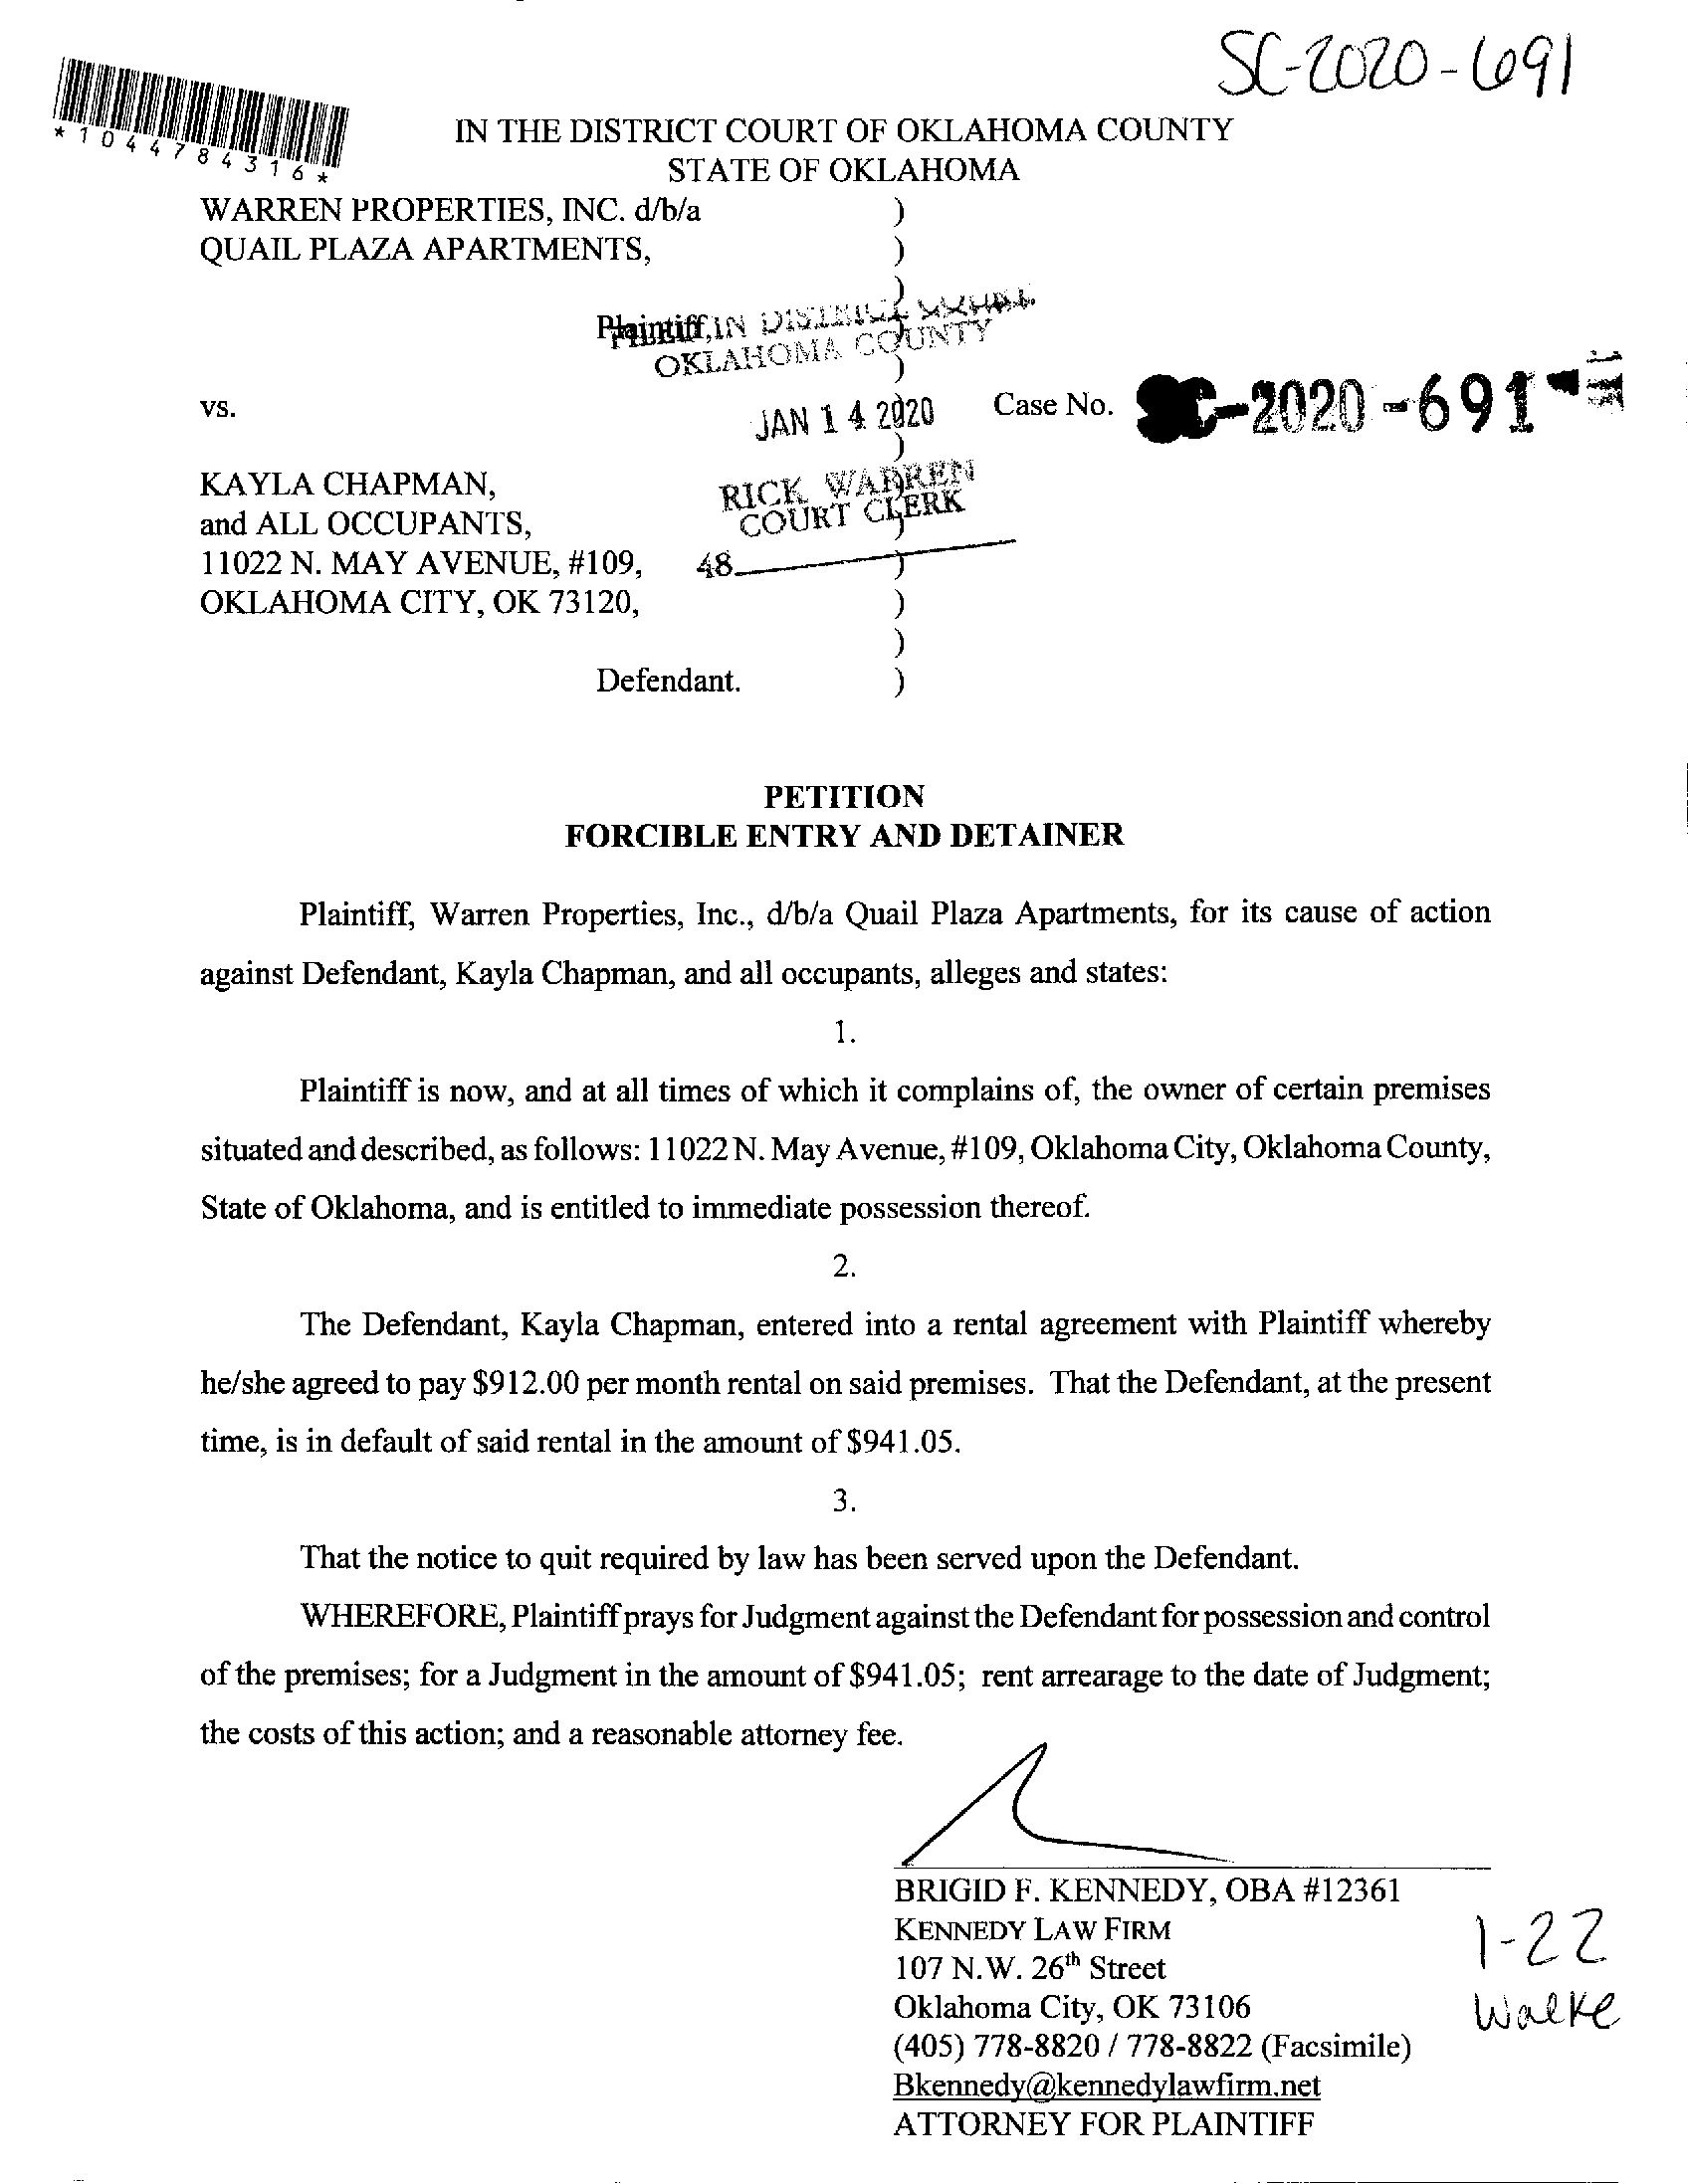 SC-2020-691
*1044784316*
IN THE DISTRICT COURT OF OKLAHOMA COUNTY
STATE OF OKLAHOMA
WARREN PROPERTIES, INC. d/b/a )
QUAIL PLAZA APARTMENTS, )
)
Plaintiff, IN DISTRICT COURT
OKLAHOMA COUNTY
)
vs. JAN 14 2020 Case No. SC-2020-691
)
KAYLA CHAPMAN, RICK WARREN
and ALL OCCUPANTS, COURT CLERK
11022 N. MAY AVENUE, #109, 48 )
OKLAHOMA CITY, OK 73120, )
)
Defendant. )
PETITION
FORCIBLE ENTRY AND DETAINER
Plaintiff, Warren Properties, Inc., d/b/a Quail Plaza Apartments, for its cause of action
against Defendant, Kayla Chapman, and all occupants, alleges and states:
1.
Plaintiff is now, and at all times of which it complains of, the owner of certain premises
situated and described, as follows: 11022 N. May Avenue, #109, Oklahoma City, Oklahoma County,
State of Oklahoma, and is entitled to immediate possession thereof.
2.
The Defendant, Kayla Chapman, entered into a rental agreement with Plaintiff whereby
he/she agreed to pay $912.00 per month rental on said premises. That the Defendant, at the present
time, is in default of said rental in the amount of $941.05.
3.
That the notice to quit required by law has been served upon the Defendant.
WHEREFORE, Plaintiff prays for Judgment against the Defendant for possession and control
of the premises; for a Judgment in the amount of $941.05; rent arrearage to the date of Judgment;
the costs of this action; and a reasonable attorney fee.
BRIGID F. KENNEDY, OBA #12361
KENNEDY LAW FIRM
107 N.W. 26th Street
Oklahoma City, OK 73106
(405) 778-8820 / 778-8822 (Facsimile)
Bkennedy@kennedylawfirm.net
ATTORNEY FOR PLAINTIFF
1-22
Walke